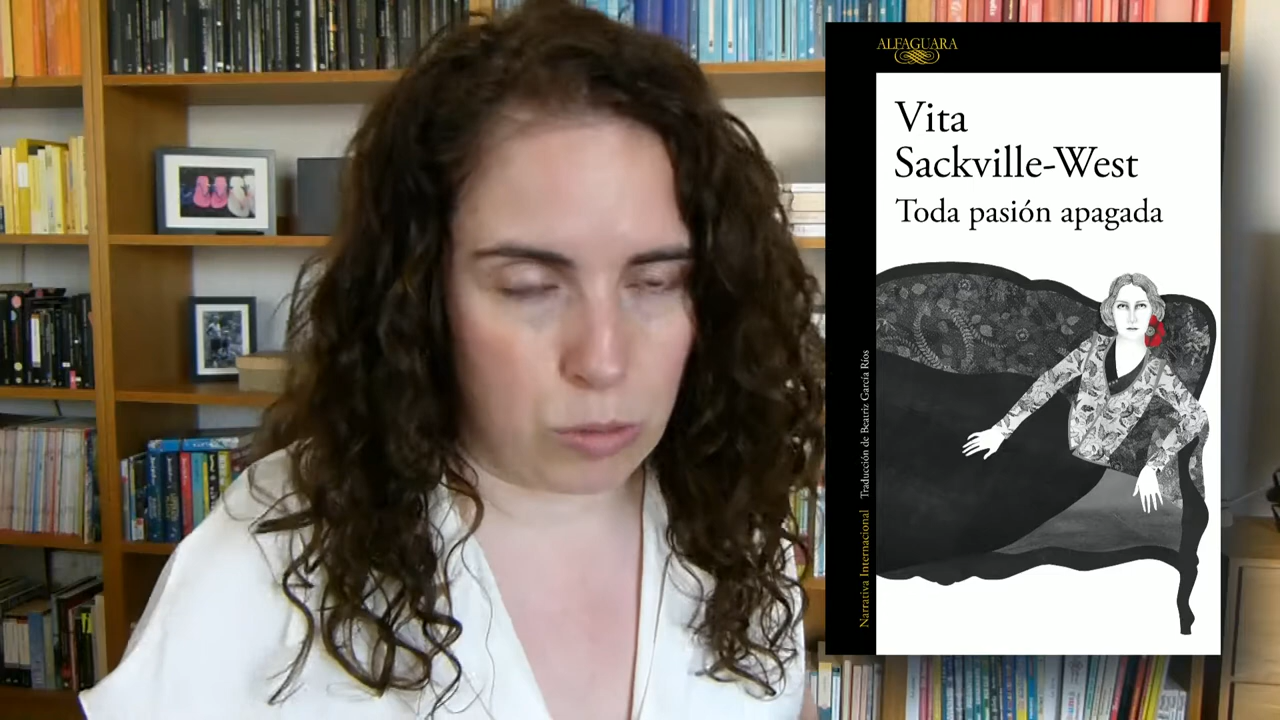 ALFAGUARA
Vita
Sackville-West
Toda pasión apagada
Narrativa Internacional Traducción de Beatriz García Ríos